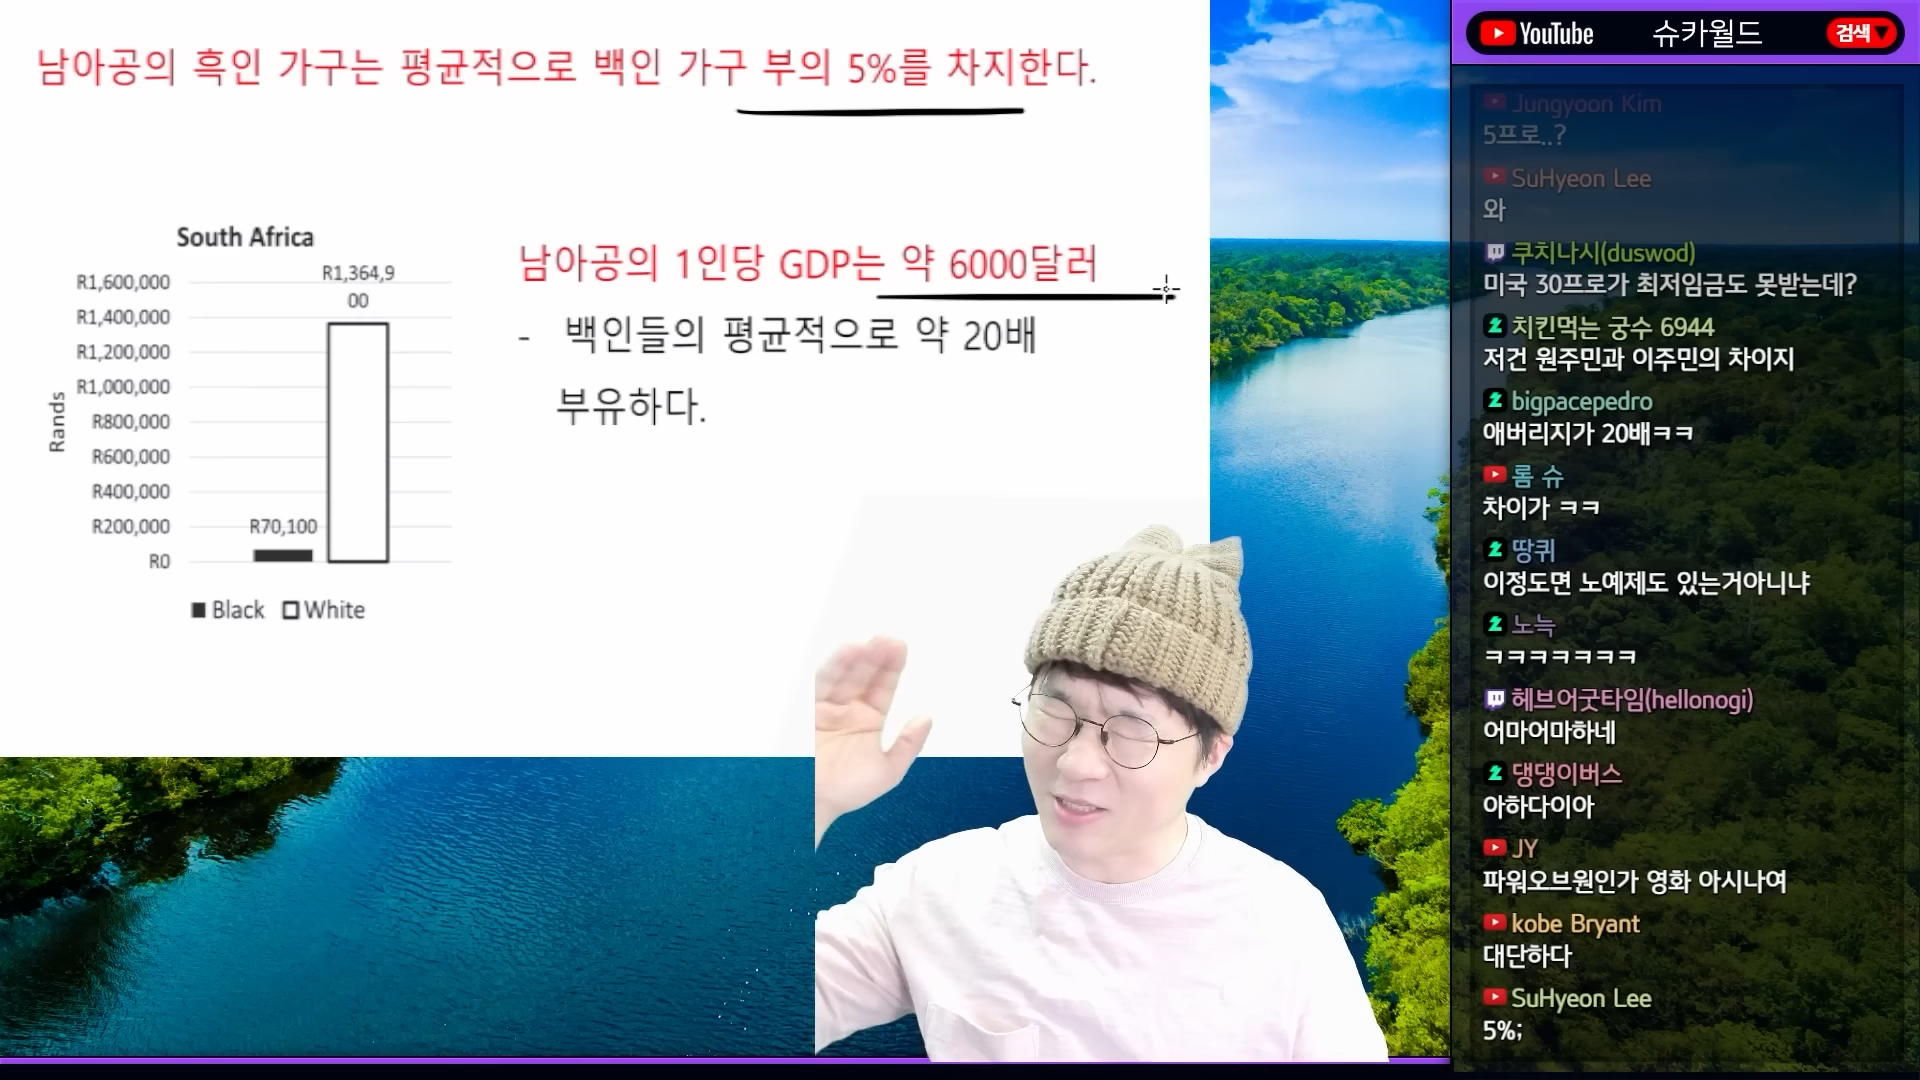 남아공의 흑인 가구는 평균적으로 백인 가구 부의 5%를 차지한다.
South Africa
R1,600,000
R1,400,000
R1,200,000
R1,000,000
R800,000
R600,000
R400,000
R200,000
R0
Rands
R1,364,9
00
R70,100
Black White
남아공의 1인당 GDP는 약 6000달러
- 백인들의 평균적으로 약 20배
부유하다.
YouTube 슈카월드 검색
Jungyoon Kim
5프로..?
SuHyeon Lee
와
쿠치나시(duswod)
미국 30프로가 최저임금도 못받는데?
치킨먹는 궁수 6944
저건 원주민과 이주민의 차이지
bigpacepedro
애버리지가 20배ㅋㅋ
롬 슈
차이가 ㅋㅋ
땅퀴
이정도면 노예제도 있는거아니냐
노늑
ㅋㅋㅋㅋㅋㅋㅋ
헤브어굿타임(hellonogi)
어마어마하네
댕댕이버스
아하다이아
JY
파워오브원인가 영화 아시나여
kobe Bryant
대단하다
SuHyeon Lee
5%;